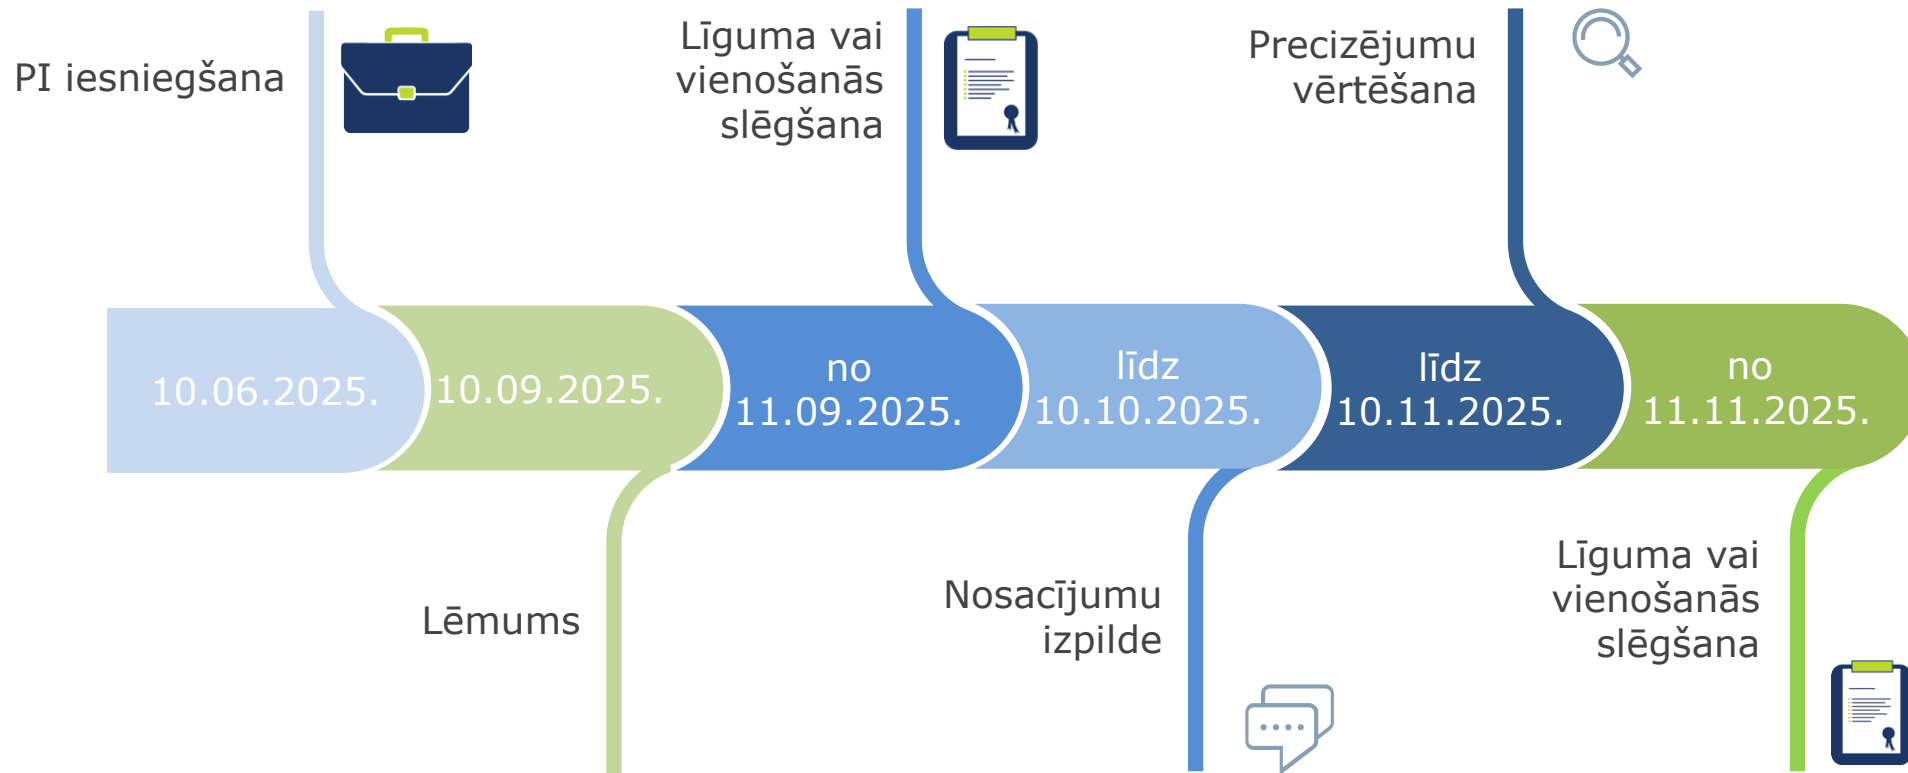 PI iesniegšana
Līguma vai
vienošanās
slēgšana
Precizējumu
vērtēšana
10.06.2025.
10.09.2025.
no
11.09.2025.
līdz
10.10.2025.
līdz
10.11.2025.
no
11.11.2025.
Lēmums
Nosacījumu
izpilde
Līguma vai
vienošanās
slēgšana